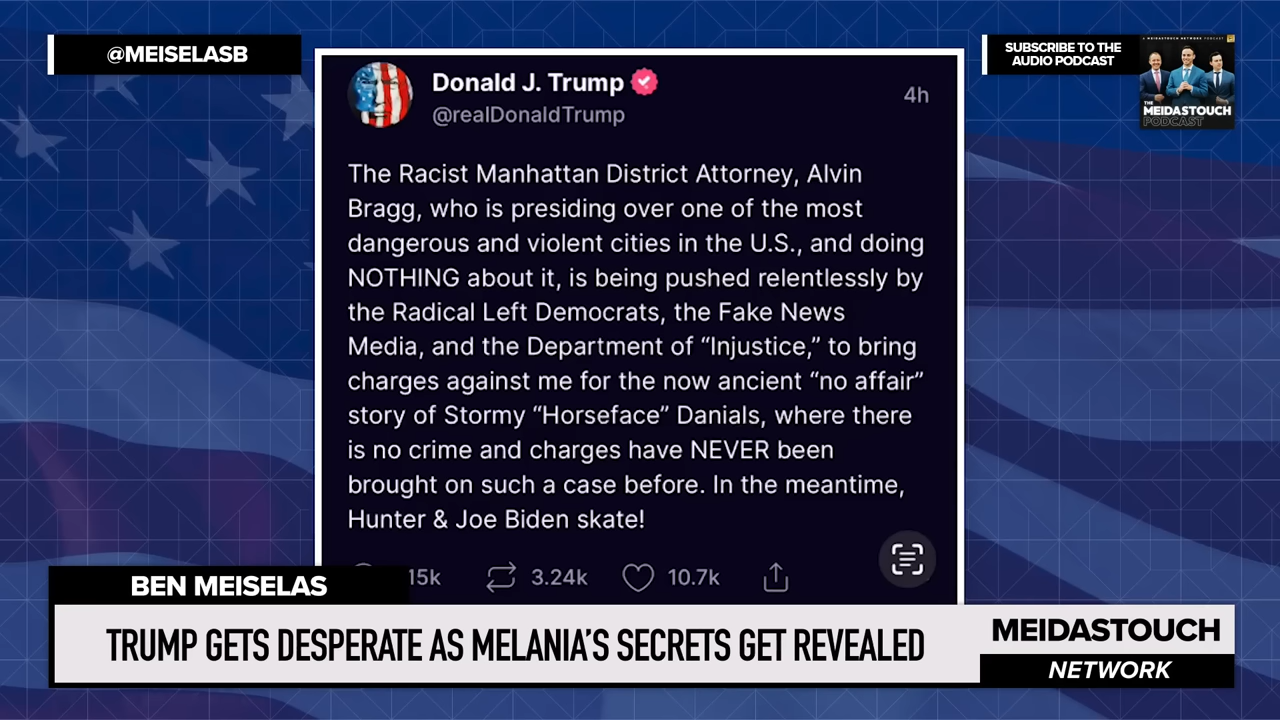 @MEISELASB
SUBSCRIBE TO THE
AUDIO PODCAST
THE
MEIDASTOUCH
PODCAST
Donald J. Trump
@realDonaldTrump
4h
The Racist Manhattan District Attorney, Alvin
Bragg, who is presiding over one of the most
dangerous and violent cities in the U.S., and doing
NOTHING about it, is being pushed relentlessly by
the Radical Left Democrats, the Fake News
Media, and the Department of “Injustice,” to bring
charges against me for the now ancient “no affair”
story of Stormy “Horseface” Danials, where there
is no crime and charges have NEVER been
brought on such a case before. In the meantime,
Hunter & Joe Biden skate!
15k 3.24k 10.7k
BEN MEISELAS
TRUMP GETS DESPERATE AS MELANIA’S SECRETS GET REVEALED
MEIDASTOUCH
NETWORK